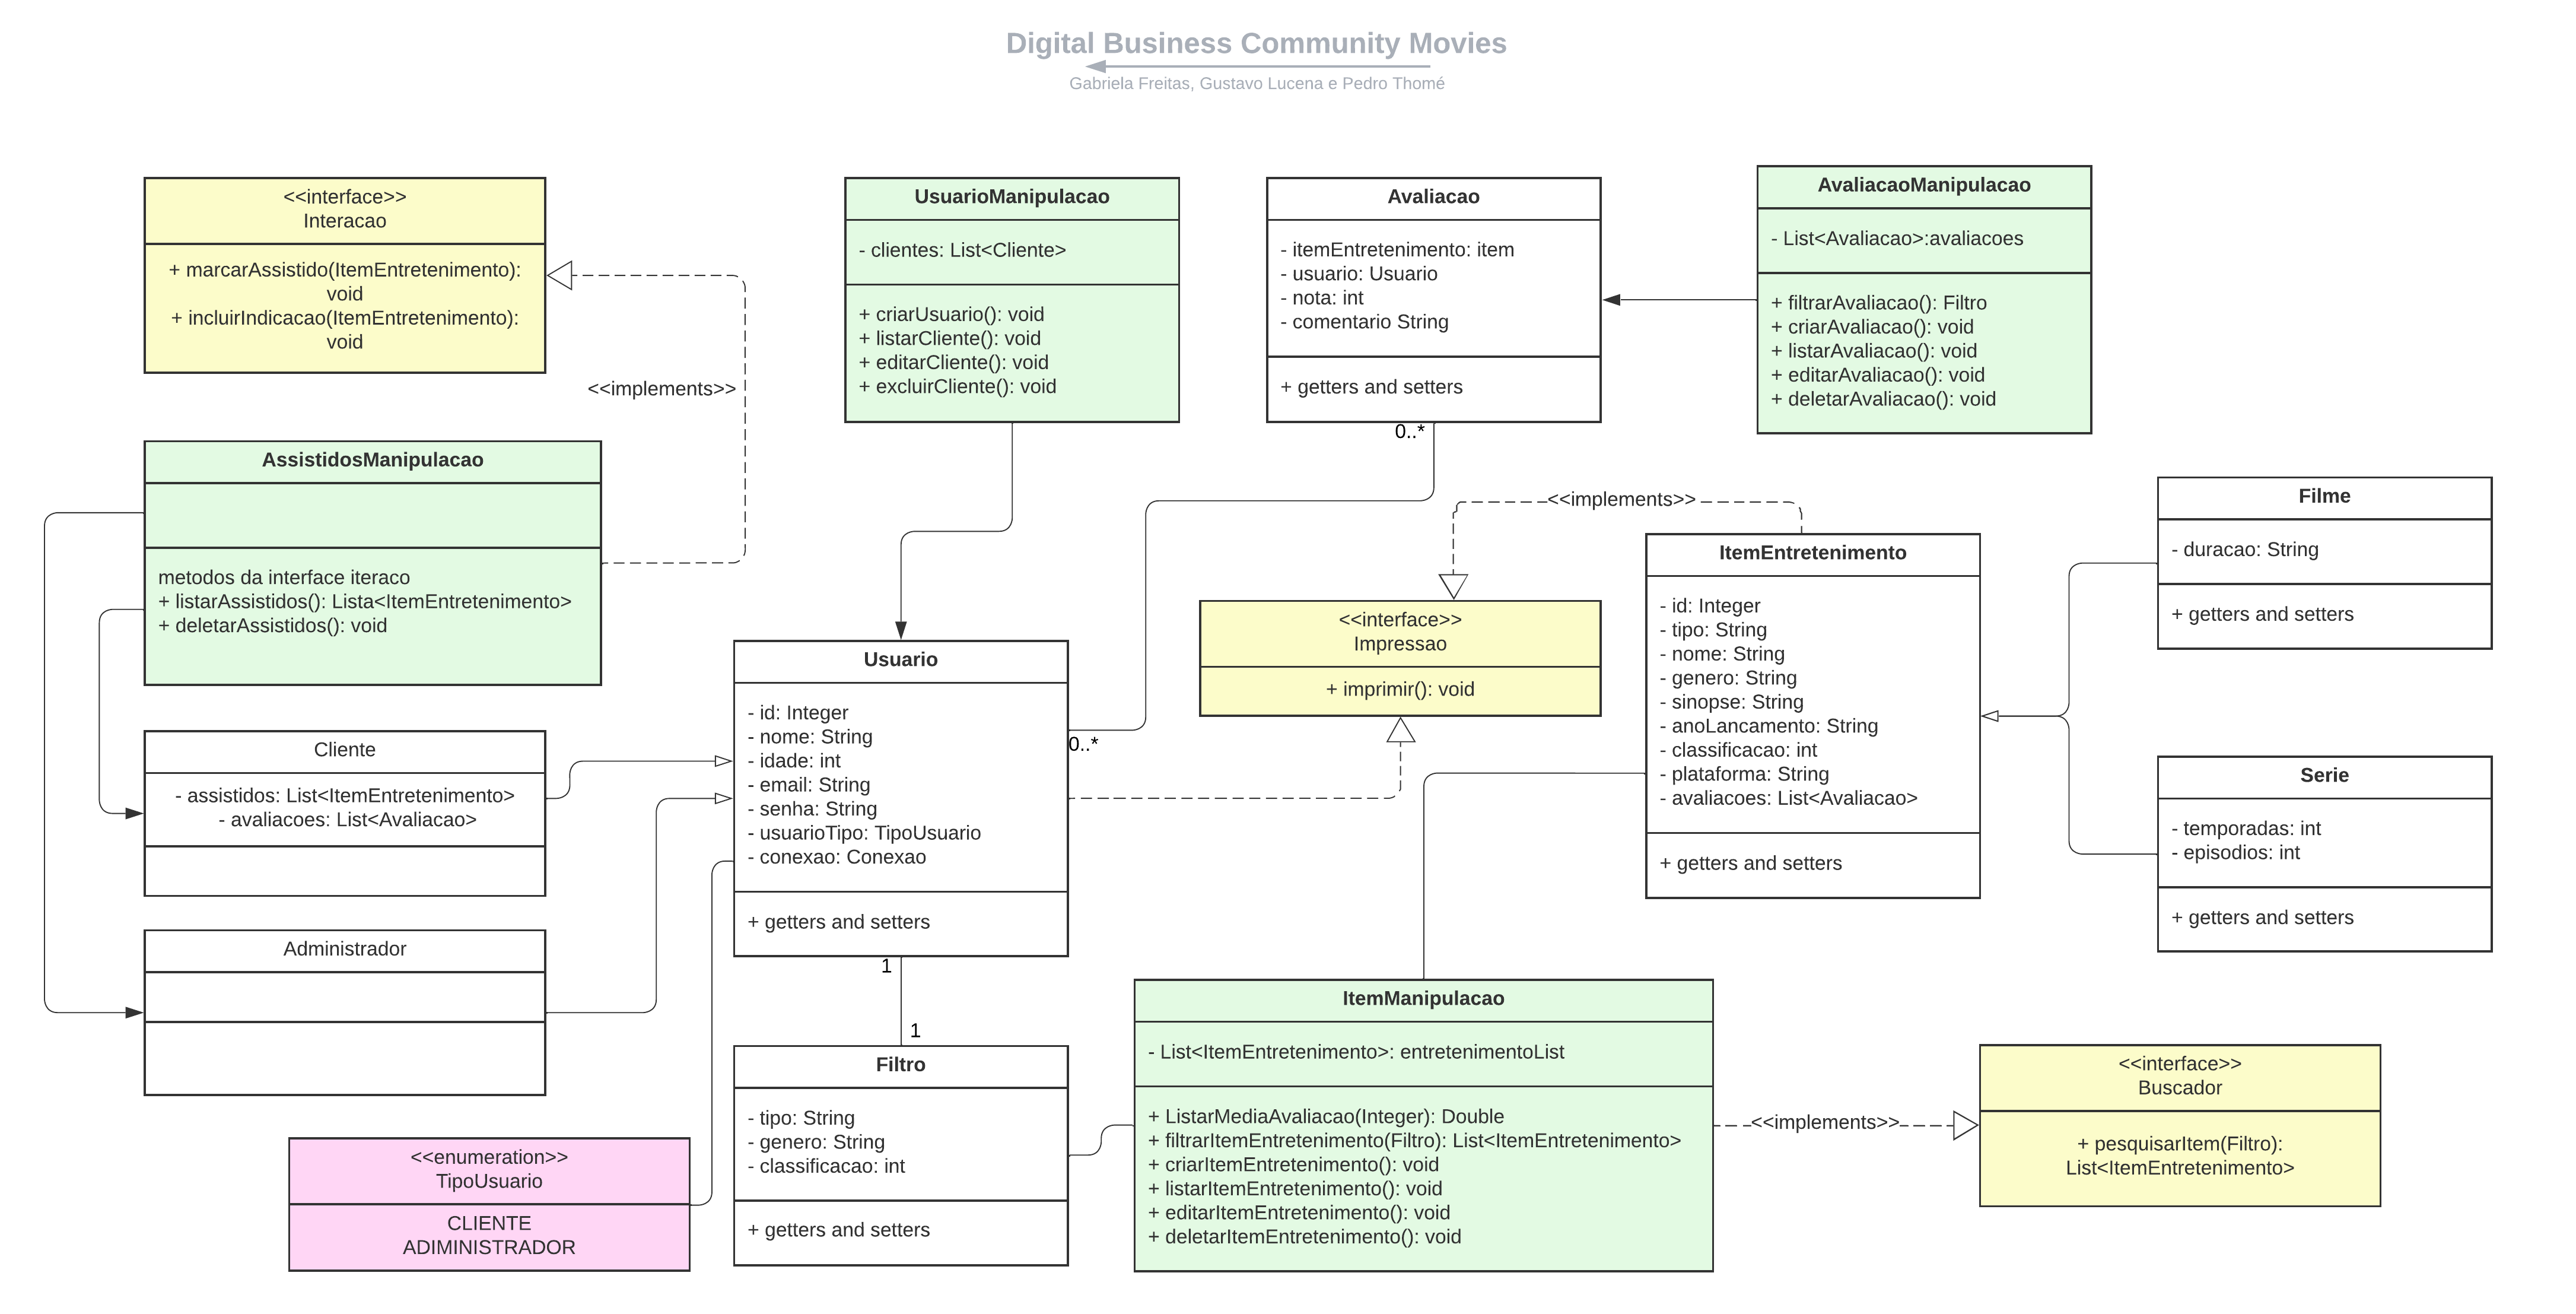 Digital Business Community Movies
Gabriela Freitas, Gustavo Lucena e Pedro Thomé
<<interface>>
Interacao
+ marcarAssistido(ItemEntretenimento):
void
+ incluirIndicacao(ItemEntretenimento):
void
UsuarioManipulacao
- clientes: List<Cliente>
+ criarUsuario(): void
+ listarCliente(): void
+ editarCliente(): void
+ excluirCliente(): void
Avaliacao
- itemEntretenimento: item
- usuario: Usuario
- nota: int
- comentario String
+ getters and setters
0..*
AvaliacaoManipulacao
- List<Avaliacao>:avaliacoes
+ filtrarAvaliacao(): Filtro
+ criarAvaliacao(): void
+ listarAvaliacao(): void
+ editarAvaliacao(): void
+ deletarAvaliacao(): void
<<implements>>
AssistidosManipulacao
metodos da interface iteraco
+ listarAssistidos(): Lista<ItemEntretenimento>
+ deletarAssistidos(): void
<<implements>>
<<interface>>
Impressao
+ imprimir(): void
ItemEntretenimento
- id: Integer
- tipo: String
- nome: String
- genero: String
- sinopse: String
- anoLancamento: String
- classificacao: int
- plataforma: String
- avaliacoes: List<Avaliacao>
+ getters and setters
Filme
- duracao: String
+ getters and setters
Usuario
- id: Integer
- nome: String
- idade: int
- email: String
- senha: String
- usuarioTipo: TipoUsuario
- conexao: Conexao
+ getters and setters
0..*
1
1
Cliente
- assistidos: List<ItemEntretenimento>
- avaliacoes: List<Avaliacao>
Serie
- temporadas: int
- episodios: int
+ getters and setters
Administrador
Filtro
- tipo: String
- genero: String
- classificacao: int
+ getters and setters
ItemManipulacao
- List<ItemEntretenimento>: entretenimentoList
+ ListarMediaAvaliacao(Integer): Double
+ filtrarItemEntretenimento(Filtro): List<ItemEntretenimento>
+ criarItemEntretenimento(): void
+ listarItemEntretenimento(): void
+ editarItemEntretenimento(): void
+ deletarItemEntretenimento(): void
<<implements>>
<<interface>>
Buscador
+ pesquisarItem(Filtro):
List<ItemEntretenimento>
<<enumeration>>
TipoUsuario
CLIENTE
ADIMINISTRADOR